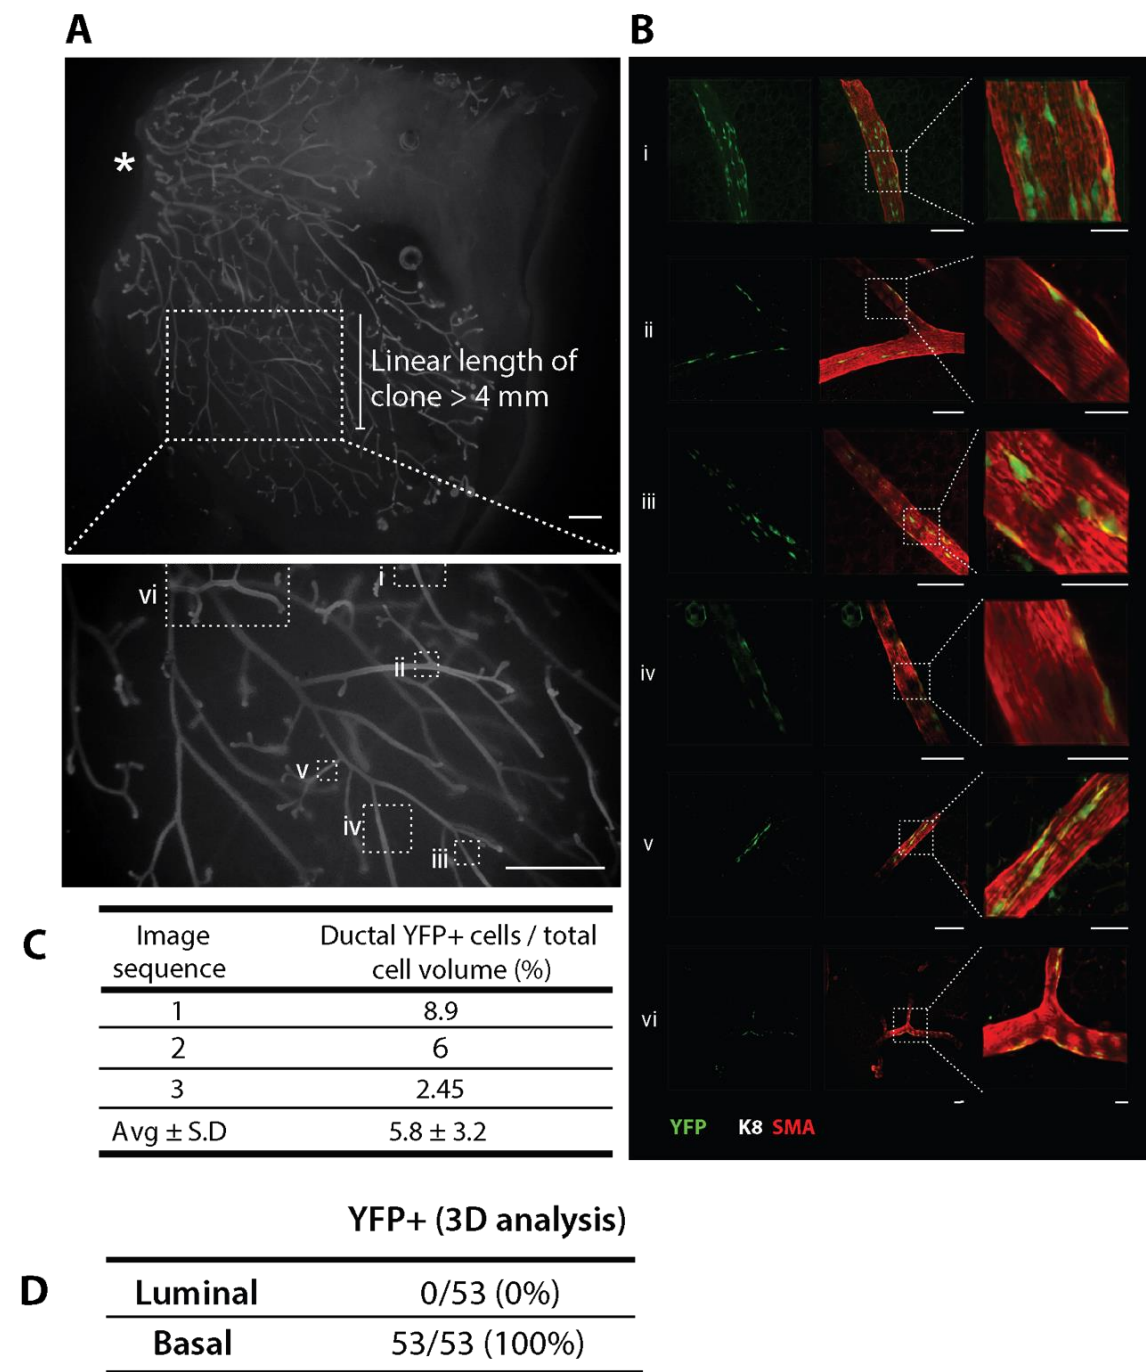 A
*
Linear length of
clone > 4 mm
vi
i
ii
v
iv
iii
B
i
ii
iii
iv
v
vi
YFP K8 SMA
C
Image sequence
Ductal YFP+ cells / total cell volume (%)
1 8.9
2 6
3 2.45
Avg ± S.D 5.8 ± 3.2
D
YFP+ (3D analysis)
Luminal 0/53 (0%)
Basal 53/53 (100%)